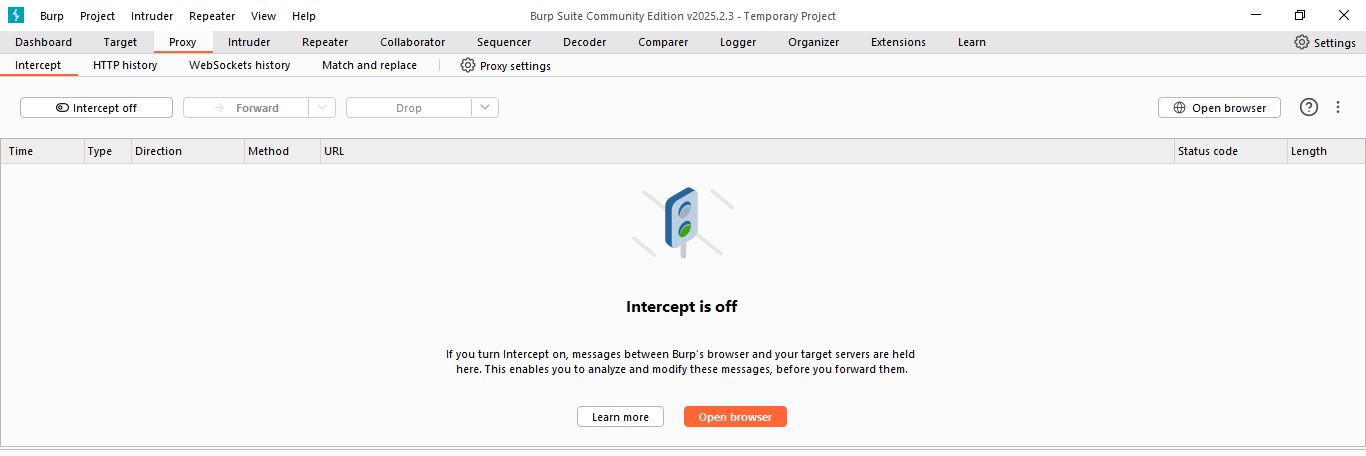 Burp Project Intruder Repeater View Help Burp Suite Community Edition v2025.2.3 - Temporary Project
Dashboard Target Proxy Intruder Repeater Collaborator Sequencer Decoder Comparer Logger Organizer Extensions Learn Settings
Intercept HTTP history WebSockets history Match and replace Proxy settings
Intercept off Forward Drop Open browser
Time Type Direction Method URL Status code Length
Intercept is off
If you turn Intercept on, messages between Burp's browser and your target servers are held
here. This enables you to analyze and modify these messages, before you forward them.
Learn more Open browser